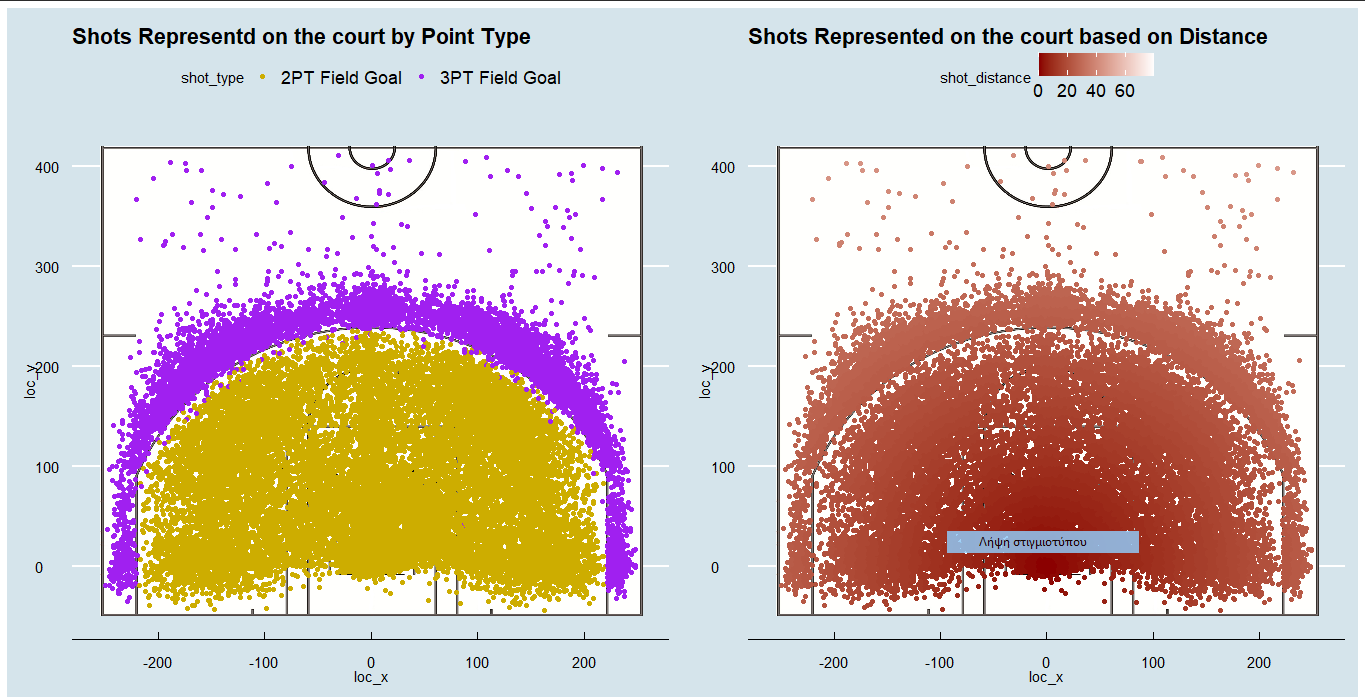 Shots Representd on the court by Point Type
shot_type 2PT Field Goal 3PT Field Goal
400
300
200
100
0
loc_y
-200 -100 0 100 200
loc_x
Shots Represented on the court based on Distance
shot_distance
0 20 40 60
400
300
200
100
0
loc_y
Λήψη στιγμιοτύπου
-200 -100 0 100 200
loc_x